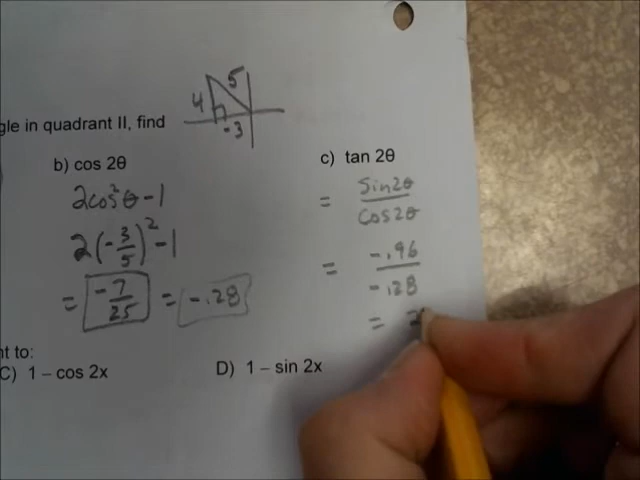 5
4
-3
gle in quadrant II, find
b) cos 2θ
2cos²θ-1
2(-3/5)²-1
= -7/25 = -.28
c) tan 2θ
= sin2θ/cos2θ
= -.96/-.28
=
nt to:
C) 1 – cos 2x
D) 1 – sin 2x